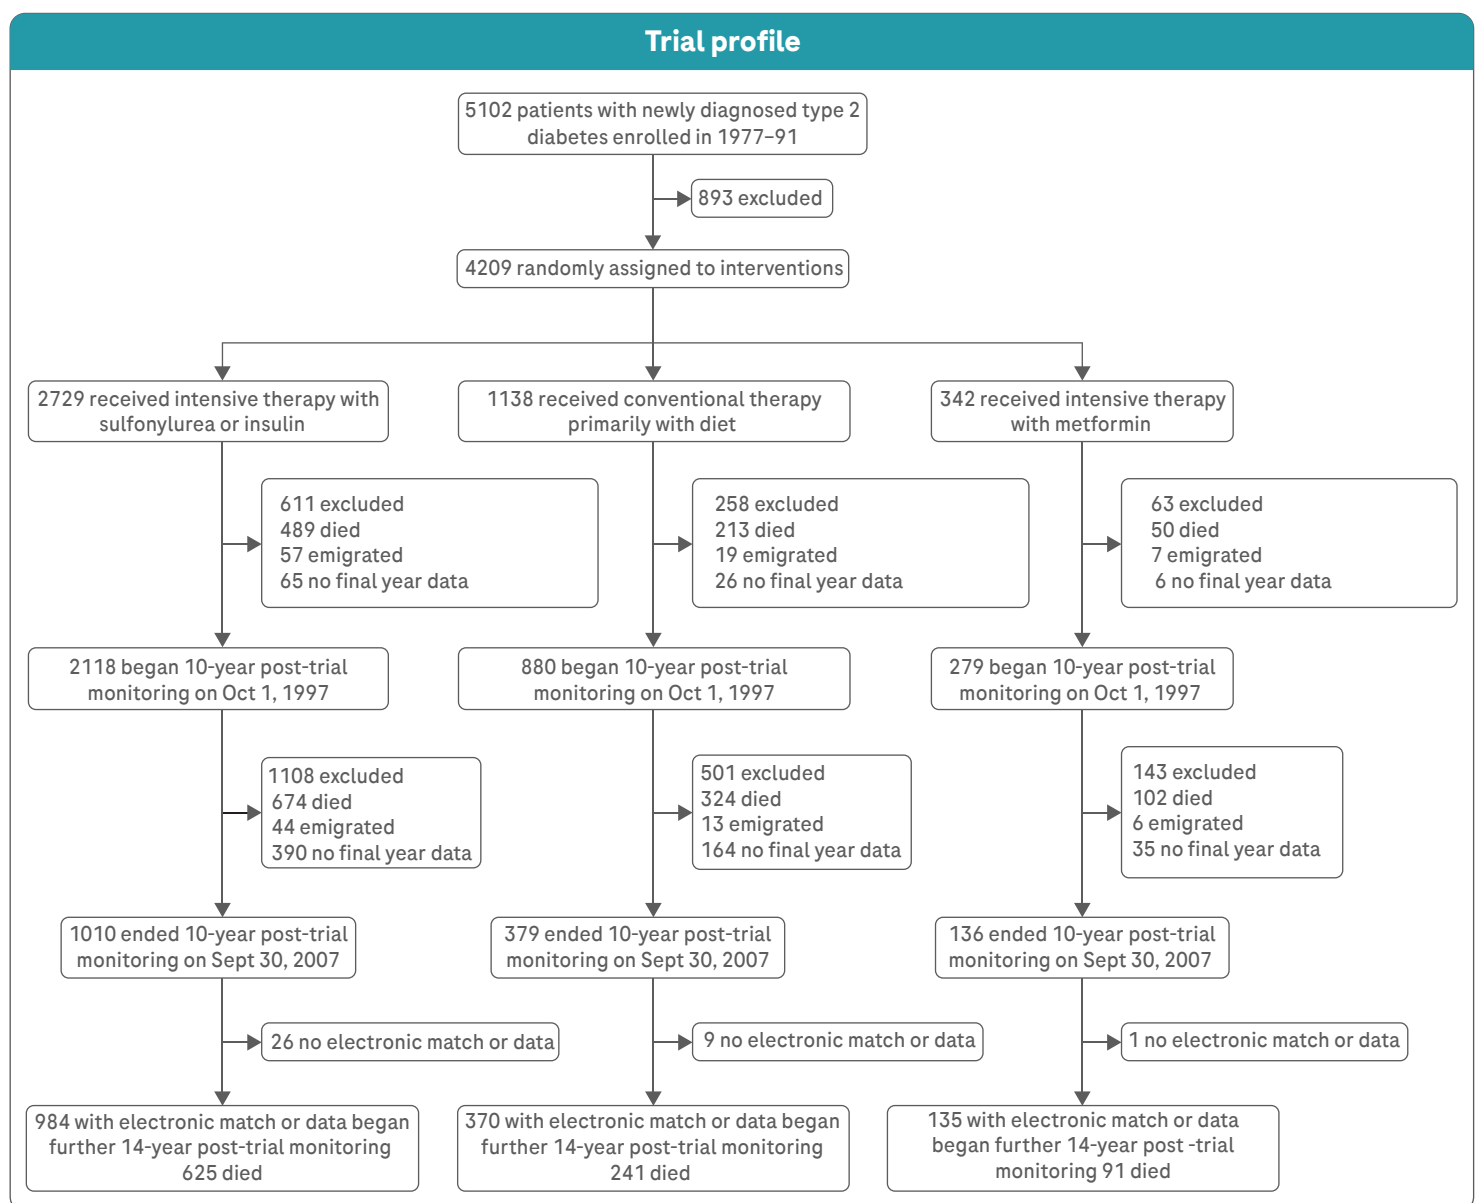 Trial profile
5102 patients with newly diagnosed type 2
diabetes enrolled in 1977–91
893 excluded
4209 randomly assigned to interventions
2729 received intensive therapy with
sulfonylurea or insulin
1138 received conventional therapy
primarily with diet
342 received intensive therapy
with metformin
611 excluded
489 died
57 emigrated
65 no final year data
258 excluded
213 died
19 emigrated
26 no final year data
63 excluded
50 died
7 emigrated
6 no final year data
2118 began 10-year post-trial
monitoring on Oct 1, 1997
880 began 10-year post-trial
monitoring on Oct 1, 1997
279 began 10-year post-trial
monitoring on Oct 1, 1997
1108 excluded
674 died
44 emigrated
390 no final year data
501 excluded
324 died
13 emigrated
164 no final year data
143 excluded
102 died
6 emigrated
35 no final year data
1010 ended 10-year post-trial
monitoring on Sept 30, 2007
379 ended 10-year post-trial
monitoring on Sept 30, 2007
136 ended 10-year post-trial
monitoring on Sept 30, 2007
26 no electronic match or data
9 no electronic match or data
1 no electronic match or data
984 with electronic match or data began
further 14-year post-trial monitoring
625 died
370 with electronic match or data began
further 14-year post-trial monitoring
241 died
135 with electronic match or data
began further 14-year post -trial
monitoring 91 died